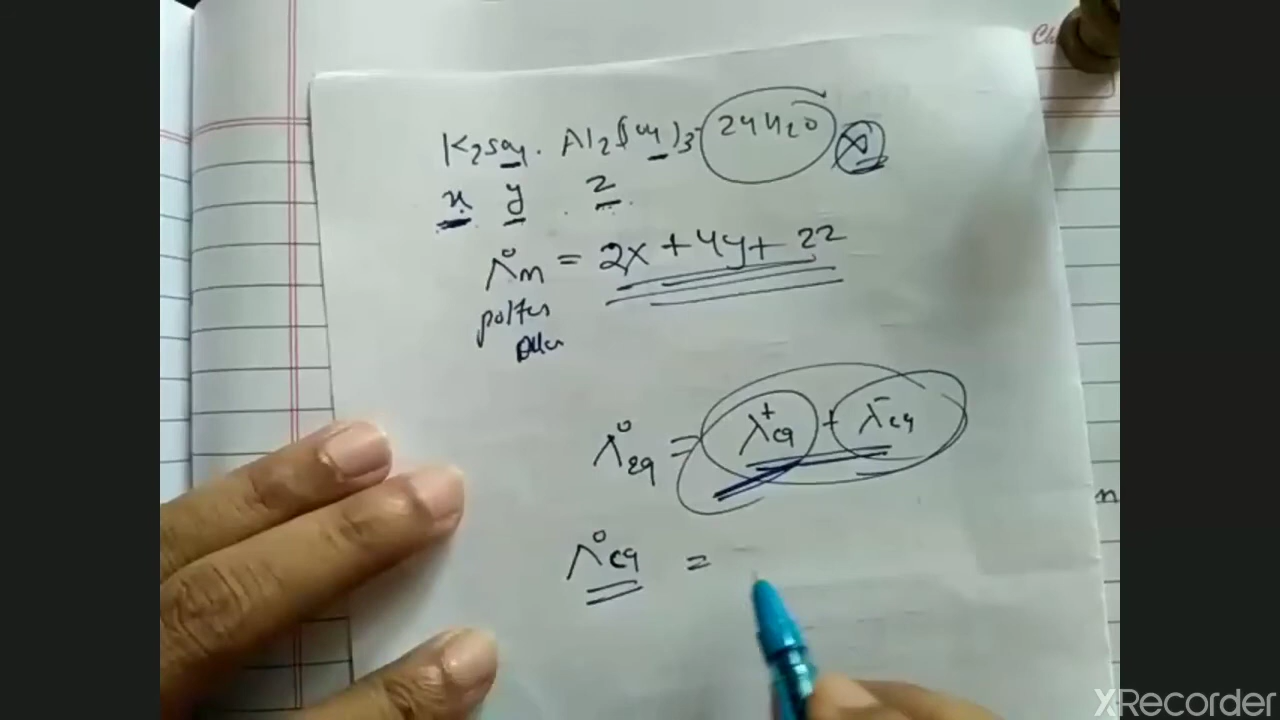 K₂SO₄. Al₂(SO₄)₃ 24H₂O
x y . z
λ°m = 2x + 4y + 2z
λ°eq = λ⁺eq + λ⁻eq
λ°eq =
n
XRecorder